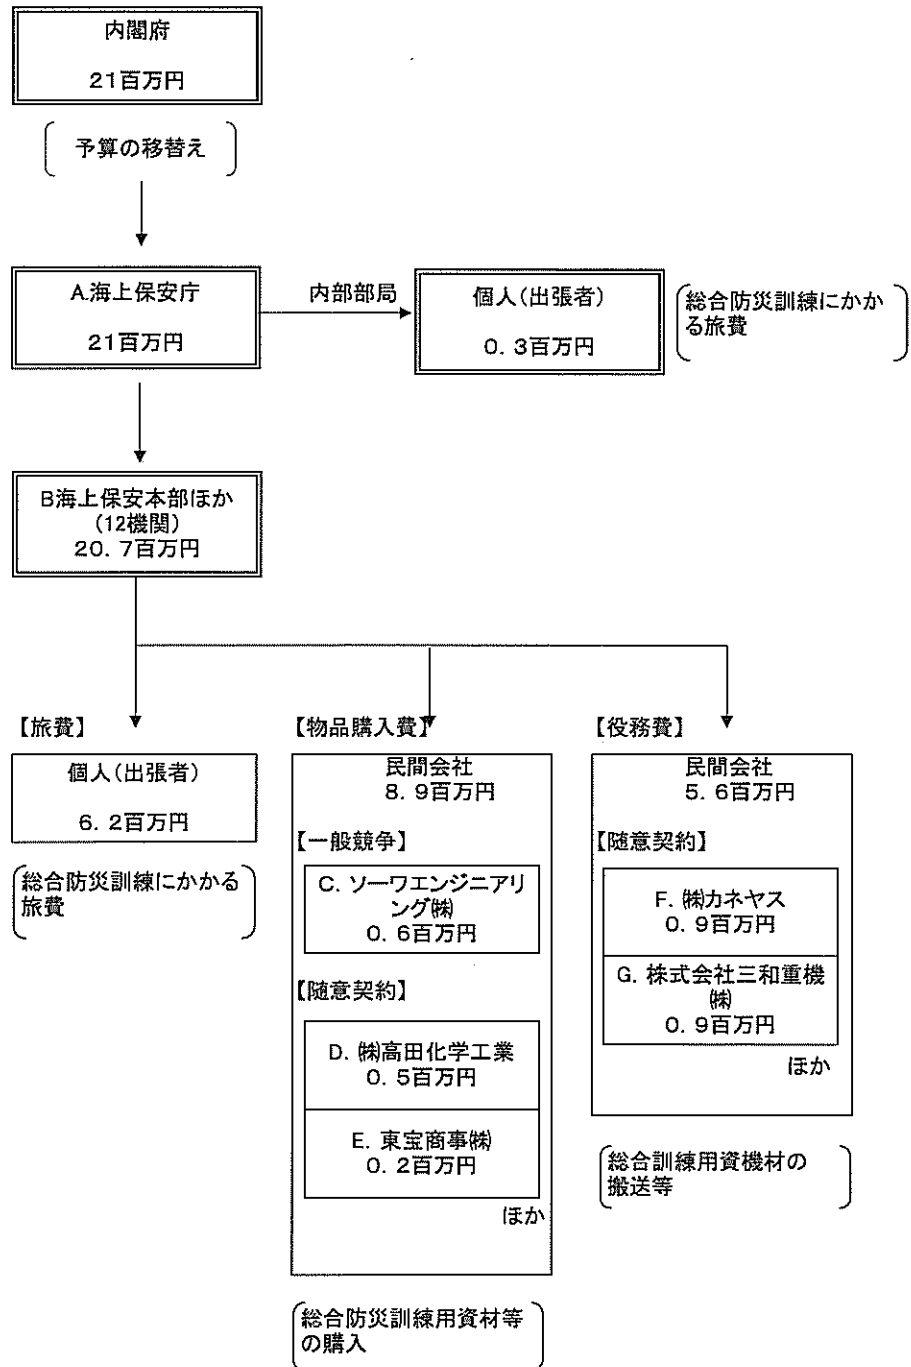 内閣府
21百万円
予算の移替え
A.海上保安庁
21百万円
内部部局
個人(出張者)
0.3百万円
総合防災訓練にかか
る旅費
B海上保安本部ほか
(12機関)
20.7百万円
【旅費】
個人(出張者)
6.2百万円
総合防災訓練にかかる
旅費
【物品購入費】
民間会社
8.9百万円
【一般競争】
C.ソーワエンジニアリ
ング㈱
0.6百万円
【随意契約】
D.㈱高田化学工業
0.5百万円
E.東宝商事㈱
0.2百万円
ほか
総合防災訓練用資材等
の購入
【役務費】
民間会社
5.6百万円
【随意契約】
F.㈱カネヤス
0.9百万円
G.株式会社三和重機
㈱
0.9百万円
ほか
総合訓練用資機材の
搬送等